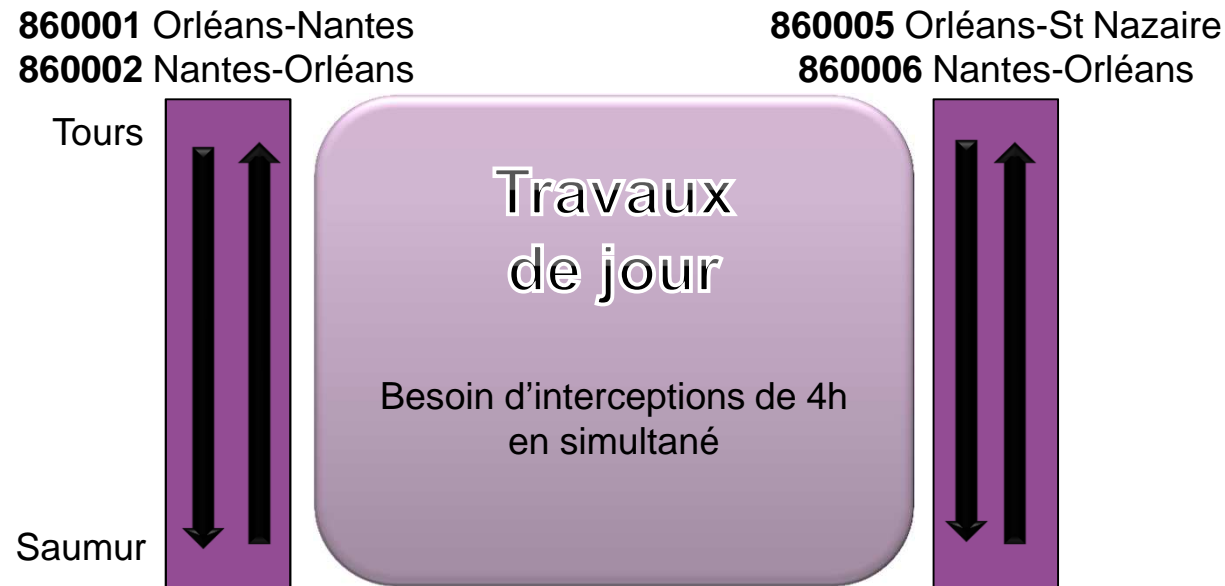 860001 Orléans-Nantes
860002 Nantes-Orléans
860005 Orléans-St Nazaire
860006 Nantes-Orléans
Tours
Travaux
de jour
Besoin d’interceptions de 4h
en simultané
Saumur